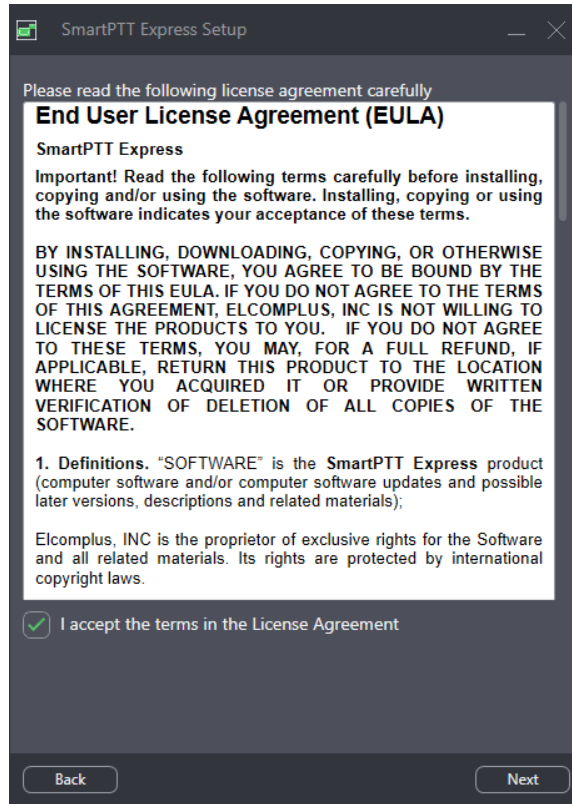 SmartPTT Express Setup
Please read the following license agreement carefully
End User License Agreement (EULA)
SmartPTT Express
Important! Read the following terms carefully before installing,
copying and/or using the software. Installing, copying or using
the software indicates your acceptance of these terms.
BY INSTALLING, DOWNLOADING, COPYING, OR OTHERWISE
USING THE SOFTWARE, YOU AGREE TO BE BOUND BY THE
TERMS OF THIS EULA. IF YOU DO NOT AGREE TO THE TERMS
OF THIS AGREEMENT, ELCOMPLUS, INC IS NOT WILLING TO
LICENSE THE PRODUCTS TO YOU. IF YOU DO NOT AGREE
TO THESE TERMS, YOU MAY, FOR A FULL REFUND, IF
APPLICABLE, RETURN THIS PRODUCT TO THE LOCATION
WHERE YOU ACQUIRED IT OR PROVIDE WRITTEN
VERIFICATION OF DELETION OF ALL COPIES OF THE
SOFTWARE.
1. Definitions. “SOFTWARE” is the SmartPTT Express product
(computer software and/or computer software updates and possible
later versions, descriptions and related materials);
Elcomplus, INC is the proprietor of exclusive rights for the Software
and all related materials. Its rights are protected by international
copyright laws.
I accept the terms in the License Agreement
Back
Next